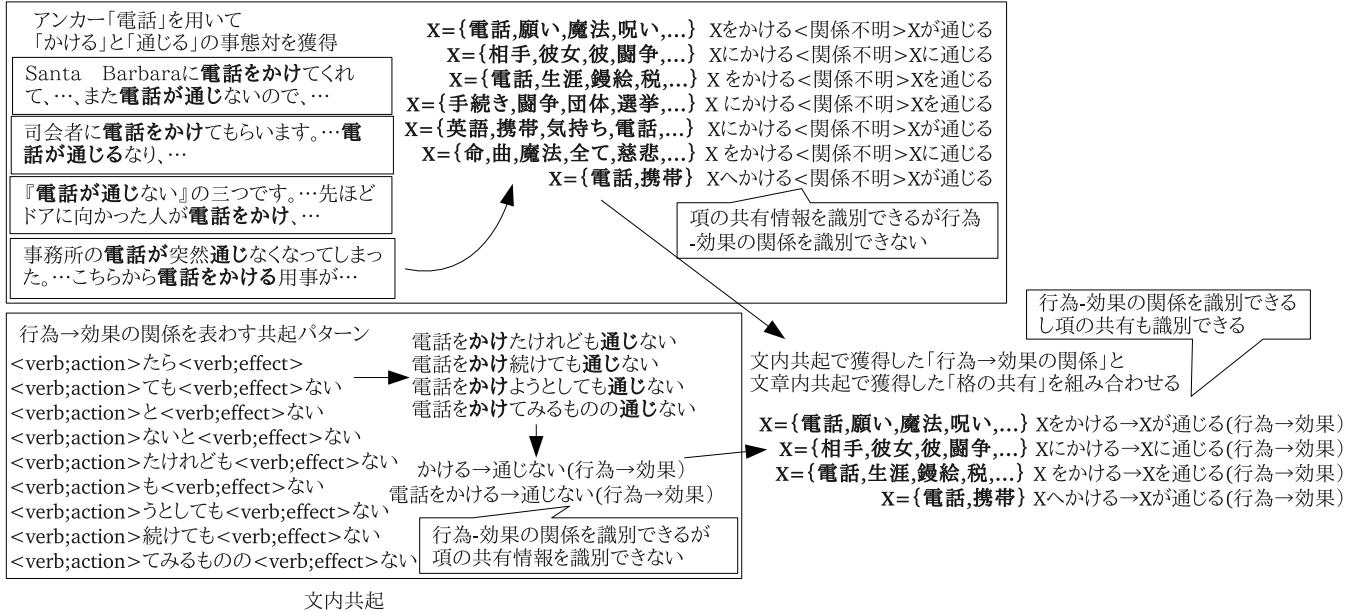 アンカー「電話」を用いて
「かける」と「通じる」の事態対を獲得
Santa Barbaraに電話をかけてくれ
て、…、また電話が通じないので、…
司会者に電話をかけてもらいます。…電
話が通じるなり、…
『電話が通じない』の三つです。…先ほど
ドアに向かった人が電話をかけ、…
事務所の電話が突然通じなくなってしまっ
た。…こちらから電話をかける用事が…
X={電話,願い,魔法,呪い,...} Xをかける<関係不明>Xが通じる
X={相手,彼女,彼,闘争,...} Xにかける<関係不明>Xに通じる
X={電話,生涯,鏝絵,税,...} Xをかける<関係不明>Xを通じる
X={手続き,闘争,団体,選挙,...} Xにかける<関係不明>Xを通じる
X={英語,携帯,気持ち,電話,...} Xにかける<関係不明>Xが通じる
X={命,曲,魔法,全て,慈悲,...} Xをかける<関係不明>Xに通じる
X={電話,携帯} Xへかける<関係不明>Xが通じる
項の共有情報を識別できるが行為
-効果の関係を識別できない
行為→効果の関係を表わす共起パターン
<verb;action>たら<verb;effect>
<verb;action>ても<verb;effect>ない
<verb;action>と<verb;effect>ない
<verb;action>ないと<verb;effect>ない
<verb;action>たけれども<verb;effect>ない
<verb;action>も<verb;effect>ない
<verb;action>うとしても<verb;effect>ない
<verb;action>続けても<verb;effect>ない
<verb;action>てみるものの<verb;effect>ない
電話をかけたけれども通じない
電話をかけ続けても通じない
電話をかけようとしても通じない
電話をかけてみるものの通じない
かける→通じない(行為→効果)
電話をかける→通じない(行為→効果)
行為-効果の関係を識別できるが
項の共有情報を識別できない
文内共起
行為-効果の関係を識別できる
し項の共有も識別できる
文内共起で獲得した「行為→効果の関係」と
文章内共起で獲得した「格の共有」を組み合わせる
X={電話,願い,魔法,呪い,...} Xをかける→Xが通じる(行為→効果)
X={相手,彼女,彼,闘争,...} Xにかける→Xに通じる(行為→効果)
X={電話,生涯,鏝絵,税,...} Xをかける→Xを通じる(行為→効果)
X={電話,携帯} Xへかける→Xが通じる(行為→効果)